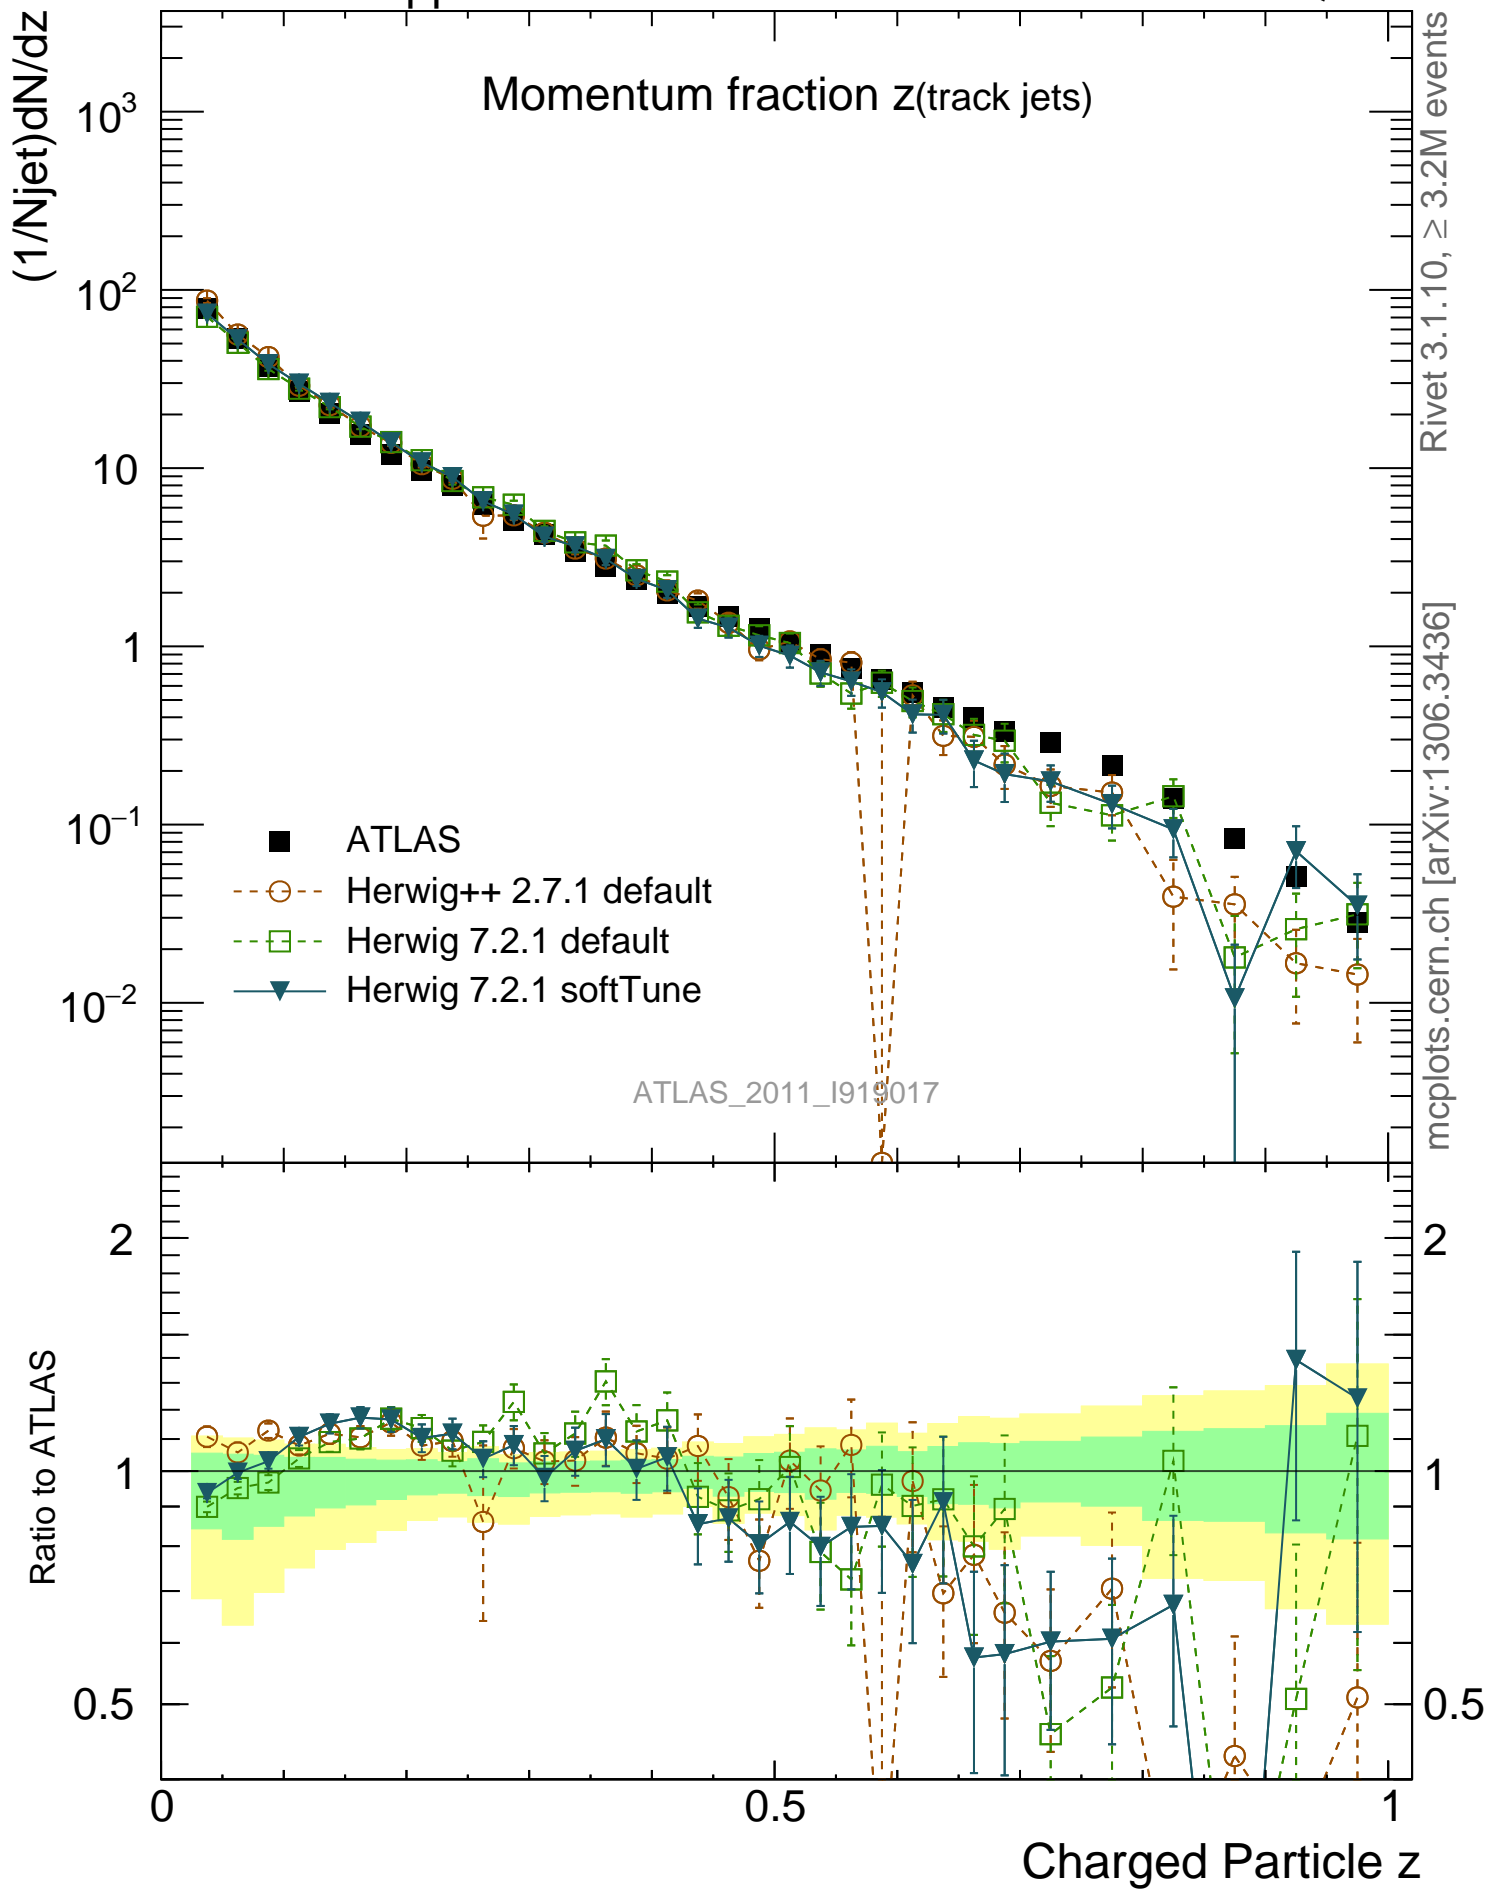 pp
Momentum fraction z(track jets)
(1/Njet)dN/dz
10³
10²
10
1
10⁻¹
10⁻²
ATLAS
Herwig++ 2.7.1 default
Herwig 7.2.1 default
Herwig 7.2.1 softTune
ATLAS_2011_I919017
Rivet 3.1.10, ≥ 3.2M events
mcplots.cern.ch [arXiv:1306.3436]
Ratio to ATLAS
2
1
0.5
2
1
0.5
0
0.5
1
Charged Particle z